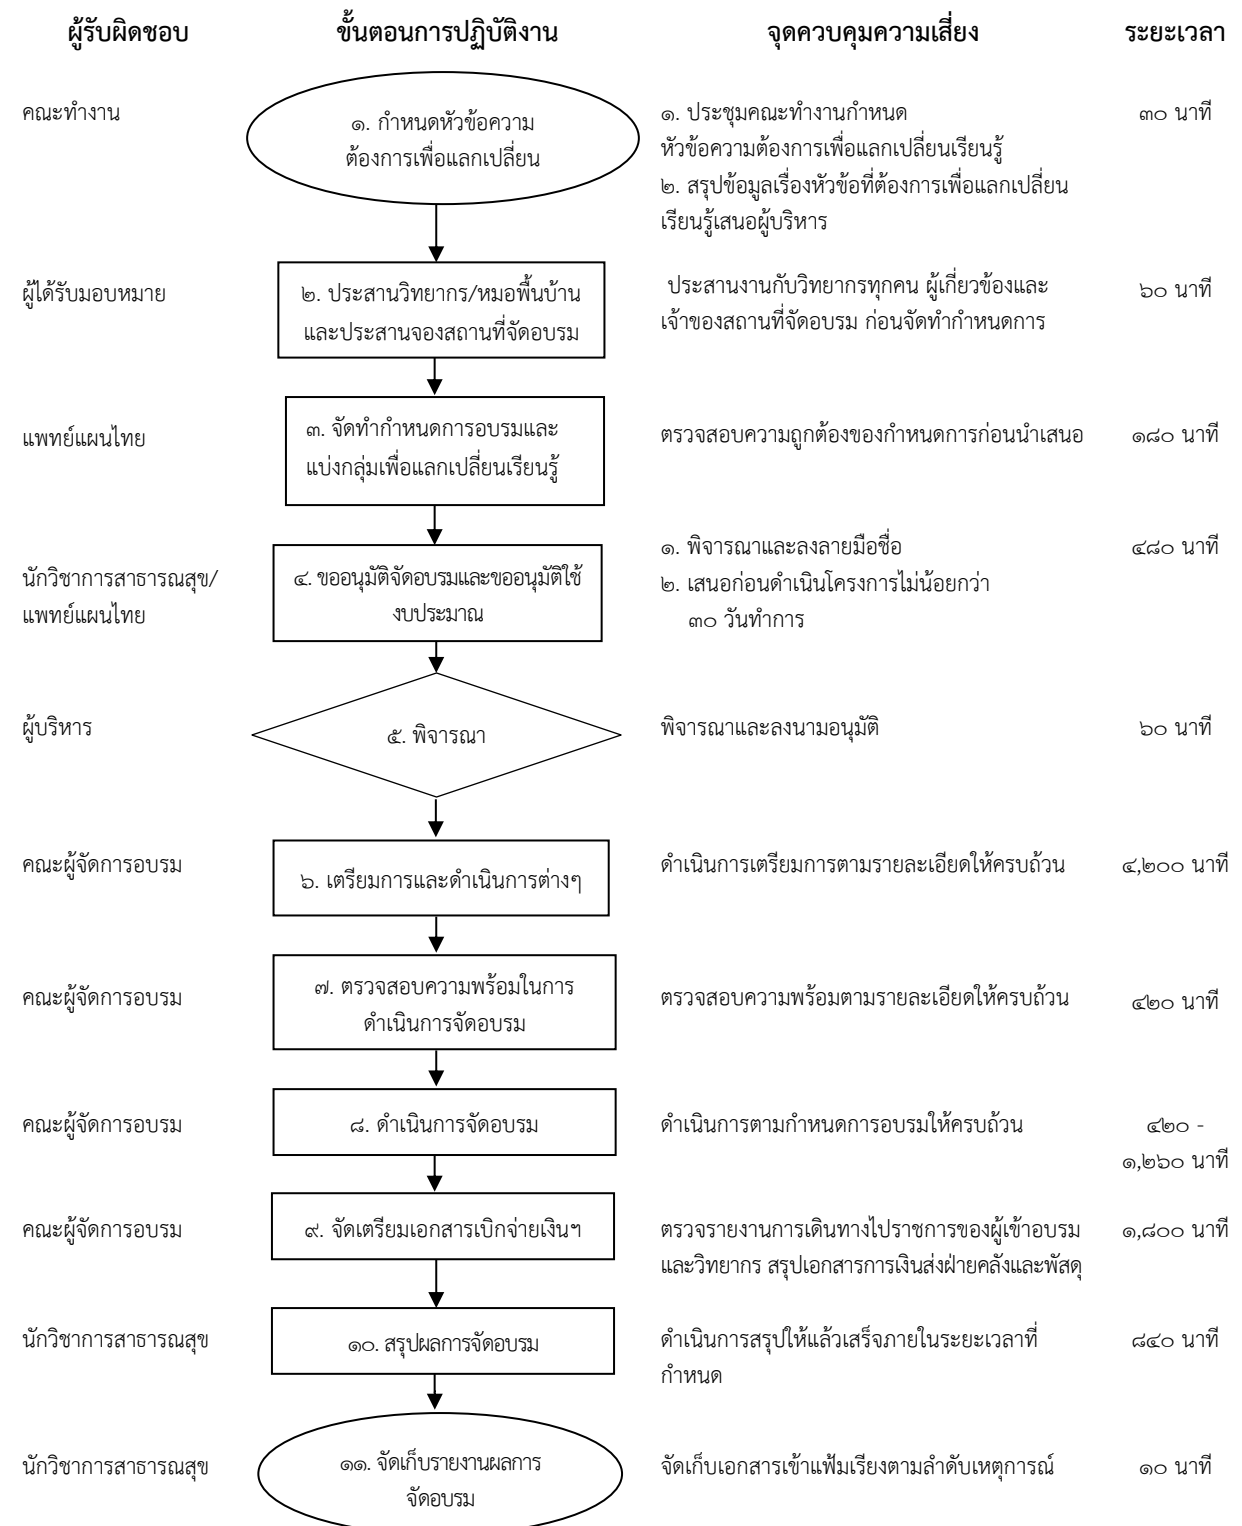 ผู้รับผิดชอบ ขั้นตอนการปฏิบัติงาน จุดควบคุมความเสี่ยง ระยะเวลา
คณะทำงาน
๑. กำหนดหัวข้อความ
ต้องการเพื่อแลกเปลี่ยน
๑. ประชุมคณะทำงานกำหนด
หัวข้อความต้องการเพื่อแลกเปลี่ยนเรียนรู้
๒. สรุปข้อมูลเรื่องหัวข้อที่ต้องการเพื่อแลกเปลี่ยน
เรียนรู้เสนอผู้บริหาร
๓๐ นาที
ผู้ได้รับมอบหมาย
๒. ประสานวิทยากร/หมอพื้นบ้าน
และประสานจองสถานที่จัดอบรม
ประสานงานกับวิทยากรทุกคน ผู้เกี่ยวข้องและ
เจ้าของสถานที่จัดอบรม ก่อนจัดทำกำหนดการ
๖๐ นาที
แพทย์แผนไทย
๓. จัดทำกำหนดการอบรมและ
แบ่งกลุ่มเพื่อแลกเปลี่ยนเรียนรู้
ตรวจสอบความถูกต้องของกำหนดการก่อนนำเสนอ
๑๘๐ นาที
นักวิชาการสาธารณสุข/
แพทย์แผนไทย
๔. ขออนุมัติจัดอบรมและขออนุมัติใช้
งบประมาณ
๑. พิจารณาและลงลายมือชื่อ
๒. เสนอก่อนดำเนินโครงการไม่น้อยกว่า
๓๐ วันทำการ
๔๘๐ นาที
ผู้บริหาร
๕. พิจารณา
พิจารณาและลงนามอนุมัติ
๖๐ นาที
คณะผู้จัดการอบรม
๖. เตรียมการและดำเนินการต่างๆ
ดำเนินการเตรียมการตามรายละเอียดให้ครบถ้วน
๔,๒๐๐ นาที
คณะผู้จัดการอบรม
๗. ตรวจสอบความพร้อมในการ
ดำเนินการจัดอบรม
ตรวจสอบความพร้อมตามรายละเอียดให้ครบถ้วน
๔๒๐ นาที
คณะผู้จัดการอบรม
๘. ดำเนินการจัดอบรม
ดำเนินการตามกำหนดการอบรมให้ครบถ้วน
๔๒๐ -
๑,๒๖๐ นาที
คณะผู้จัดการอบรม
๙. จัดเตรียมเอกสารเบิกจ่ายเงินฯ
ตรวจรายงานการเดินทางไปราชการของผู้เข้าอบรม
และวิทยากร สรุปเอกสารการเงินส่งฝ่ายคลังและพัสดุ
๑,๘๐๐ นาที
นักวิชาการสาธารณสุข
๑๐. สรุปผลการจัดอบรม
ดำเนินการสรุปให้แล้วเสร็จภายในระยะเวลาที่
กำหนด
๘๔๐ นาที
นักวิชาการสาธารณสุข
๑๑. จัดเก็บรายงานผลการ
จัดอบรม
จัดเก็บเอกสารเข้าแฟ้มเรียงตามลำดับเหตุการณ์
๑๐ นาที